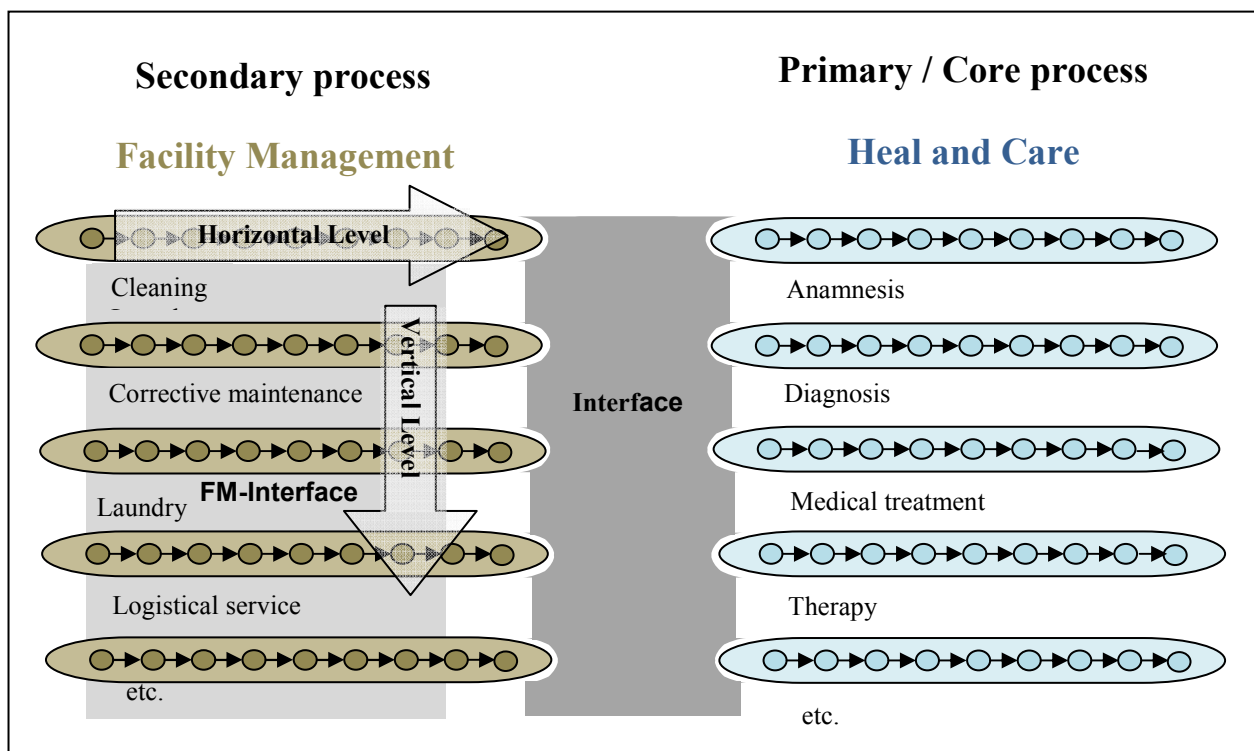 Secondary process
Primary / Core process
Facility Management
Heal and Care
Horizontal Level
Cleaning
Anamnesis
Vertical Level
Corrective maintenance
Interface
Diagnosis
FM-Interface
Laundry
Medical treatment
Logistical service
Therapy
etc.
etc.